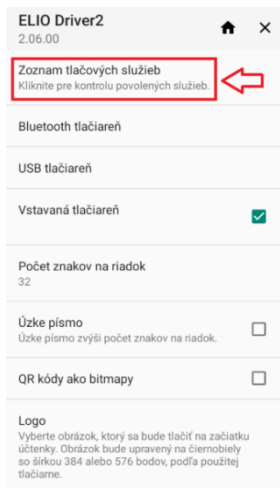 ELIO Driver2
2.06.00
Zoznam tlačových služieb
Kliknite pre kontrolu povolených služieb.
Bluetooth tlačiareň
USB tlačiareň
Vstavaná tlačiareň
Počet znakov na riadok
32
Úzke písmo
Úzke písmo zvýši počet znakov na riadok.
QR kódy ako bitmapy
Logo
Vyberte obrázok, ktorý sa bude tlačiť na začiatku
účtenky. Obrázok bude upravený na čiernobiely
so šírkou 384 alebo 576 bodov, podľa použitej
tlačiarne.